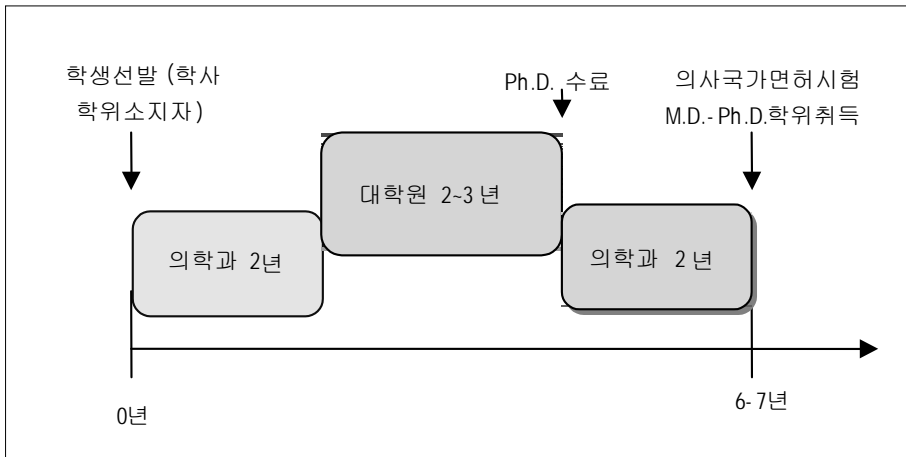 학생선발 (학사
학위소지자)
Ph.D. 수료
의사국가면허시험
M.D.- Ph.D.학위취득
대학원 2~3 년
의학과 2년
의학과 2 년
0년
6- 7년